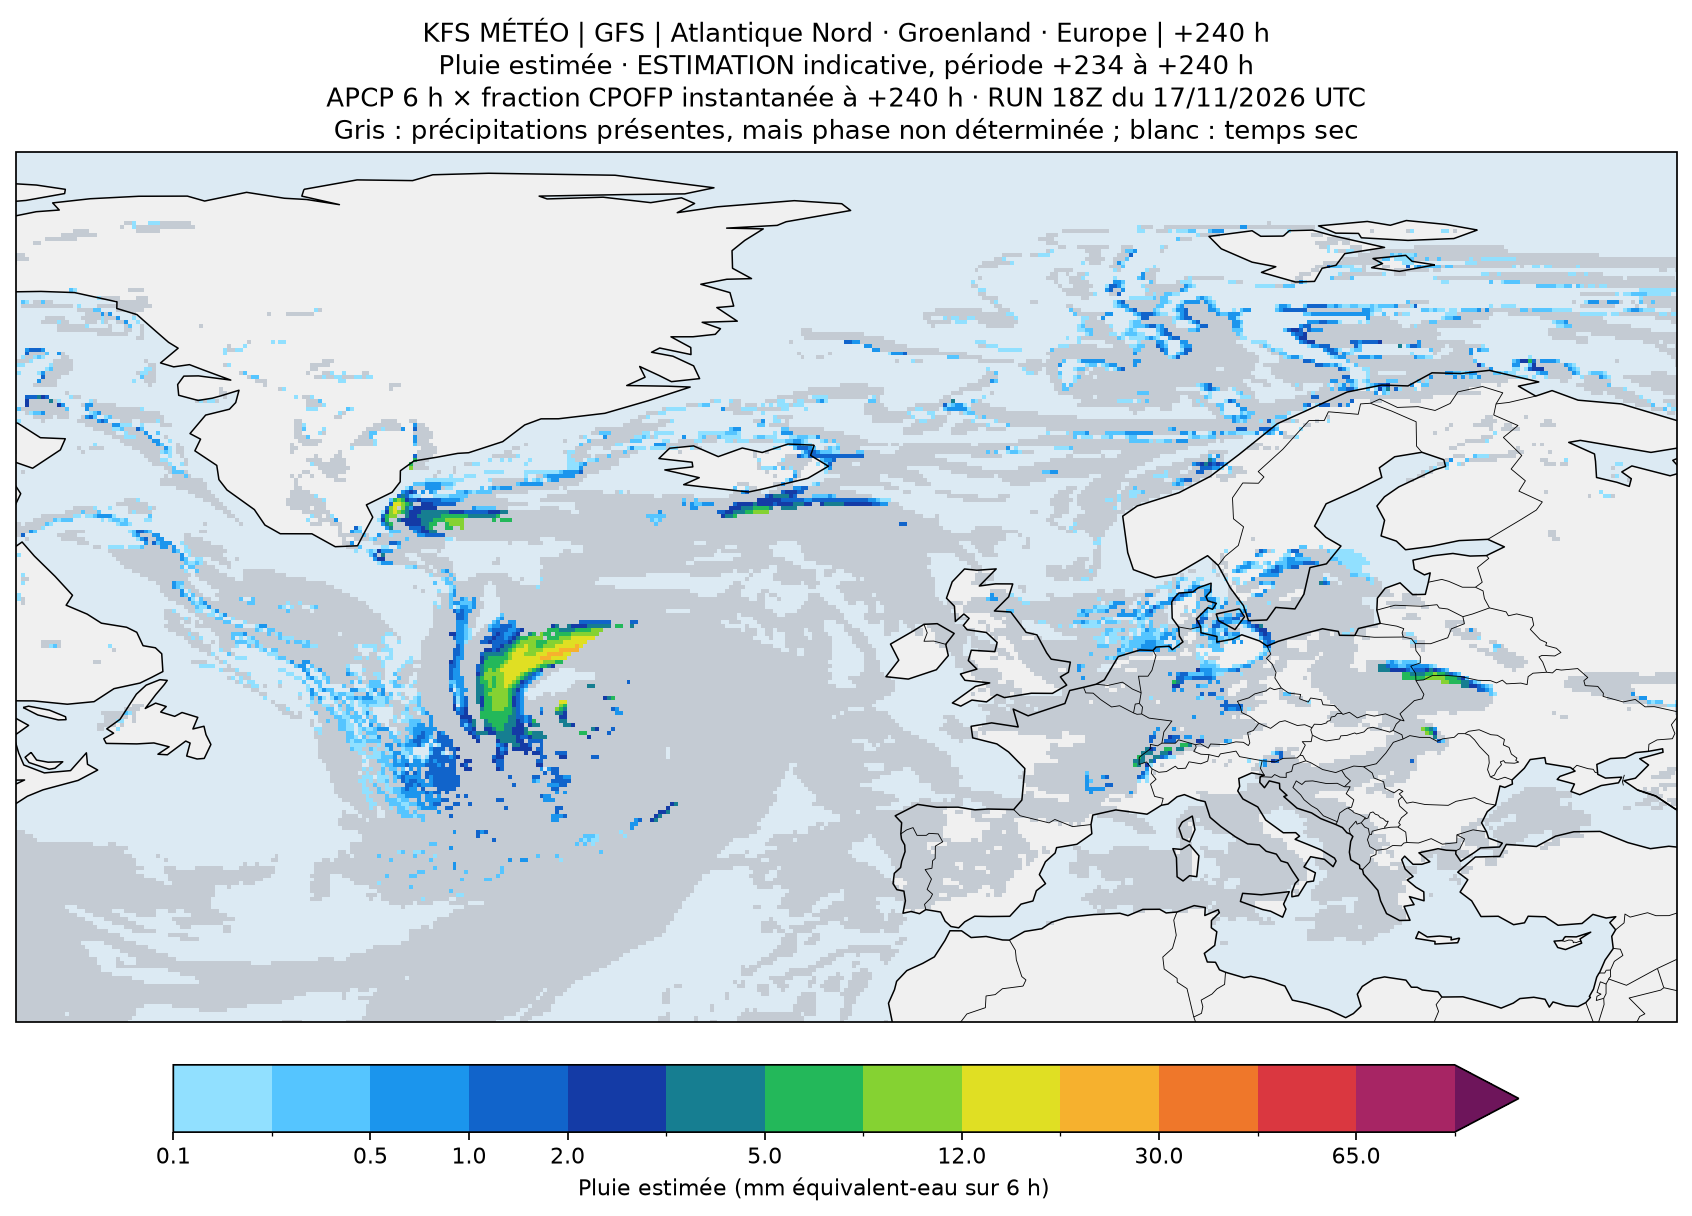 KFS MÉTÉO | GFS | Atlantique Nord · Groenland · Europe | +240 h
Pluie estimée · ESTIMATION indicative, période +234 à +240 h
APCP 6 h × fraction CPOFP instantanée à +240 h · RUN 18Z du 17/11/2026 UTC
Gris : précipitations présentes, mais phase non déterminée ; blanc : temps sec
0.1 0.5 1.0 2.0 5.0 12.0 30.0 65.0
Pluie estimée (mm équivalent-eau sur 6 h)